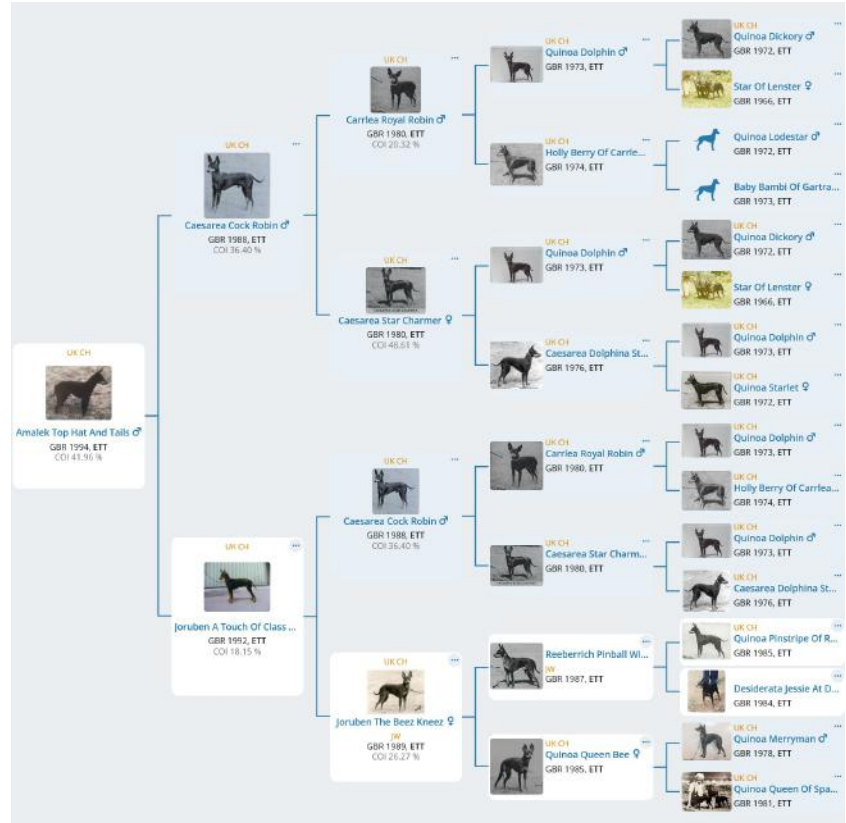 UK CH
Amalek Top Hat And Tails ♂
GBR 1994, ETT
COI 41.96 %
UK CH
Caesarea Cock Robin ♂
GBR 1988, ETT
COI 36.40 %
UK CH
Joruben A Touch Of Class ...
GBR 1992, ETT
COI 18.15 %
UK CH
Carrlea Royal Robin ♂
GBR 1980, ETT
COI 20.32 %
UK CH
Caesarea Star Charmer ♀
GBR 1980, ETT
COI 48.61 %
UK CH
Caesarea Cock Robin ♂
GBR 1988, ETT
COI 36.40 %
UK CH
Joruben The Beez Kneez ♀
JW
GBR 1989, ETT
COI 26.27 %
UK CH
Quinoa Dolphin ♂
GBR 1973, ETT
UK CH
Holly Berry Of Carrle...
GBR 1974, ETT
UK CH
Quinoa Dolphin ♂
GBR 1973, ETT
UK CH
Caesarea Dolphina St...
GBR 1976, ETT
UK CH
Carrlea Royal Robin ♂
GBR 1980, ETT
UK CH
Caesarea Star Charm...
GBR 1980, ETT
Reeberrich Pinball Wi...
JW
GBR 1987, ETT
UK CH
Quinoa Queen Bee ♀
GBR 1985, ETT
UK CH
Quinoa Dickory ♂
GBR 1972, ETT
Star Of Lenster ♀
GBR 1966, ETT
Quinoa Lodestar ♂
GBR 1972, ETT
Baby Bambi Of Gartra...
GBR 1973, ETT
UK CH
Quinoa Dickory ♂
GBR 1972, ETT
Star Of Lenster ♀
GBR 1966, ETT
UK CH
Quinoa Dolphin ♂
GBR 1973, ETT
UK CH
Quinoa Starlet ♀
GBR 1972, ETT
UK CH
Quinoa Dolphin ♂
GBR 1973, ETT
UK CH
Holly Berry Of Carrlea...
GBR 1974, ETT
UK CH
Quinoa Dolphin ♂
GBR 1973, ETT
UK CH
Caesarea Dolphina St...
GBR 1976, ETT
UK CH
Quinoa Pinstripe Of R...
GBR 1985, ETT
Desiderata Jessie At D...
GBR 1984, ETT
UK CH
Quinoa Merryman ♂
GBR 1978, ETT
UK CH
Quinoa Queen Of Spa...
GBR 1981, ETT